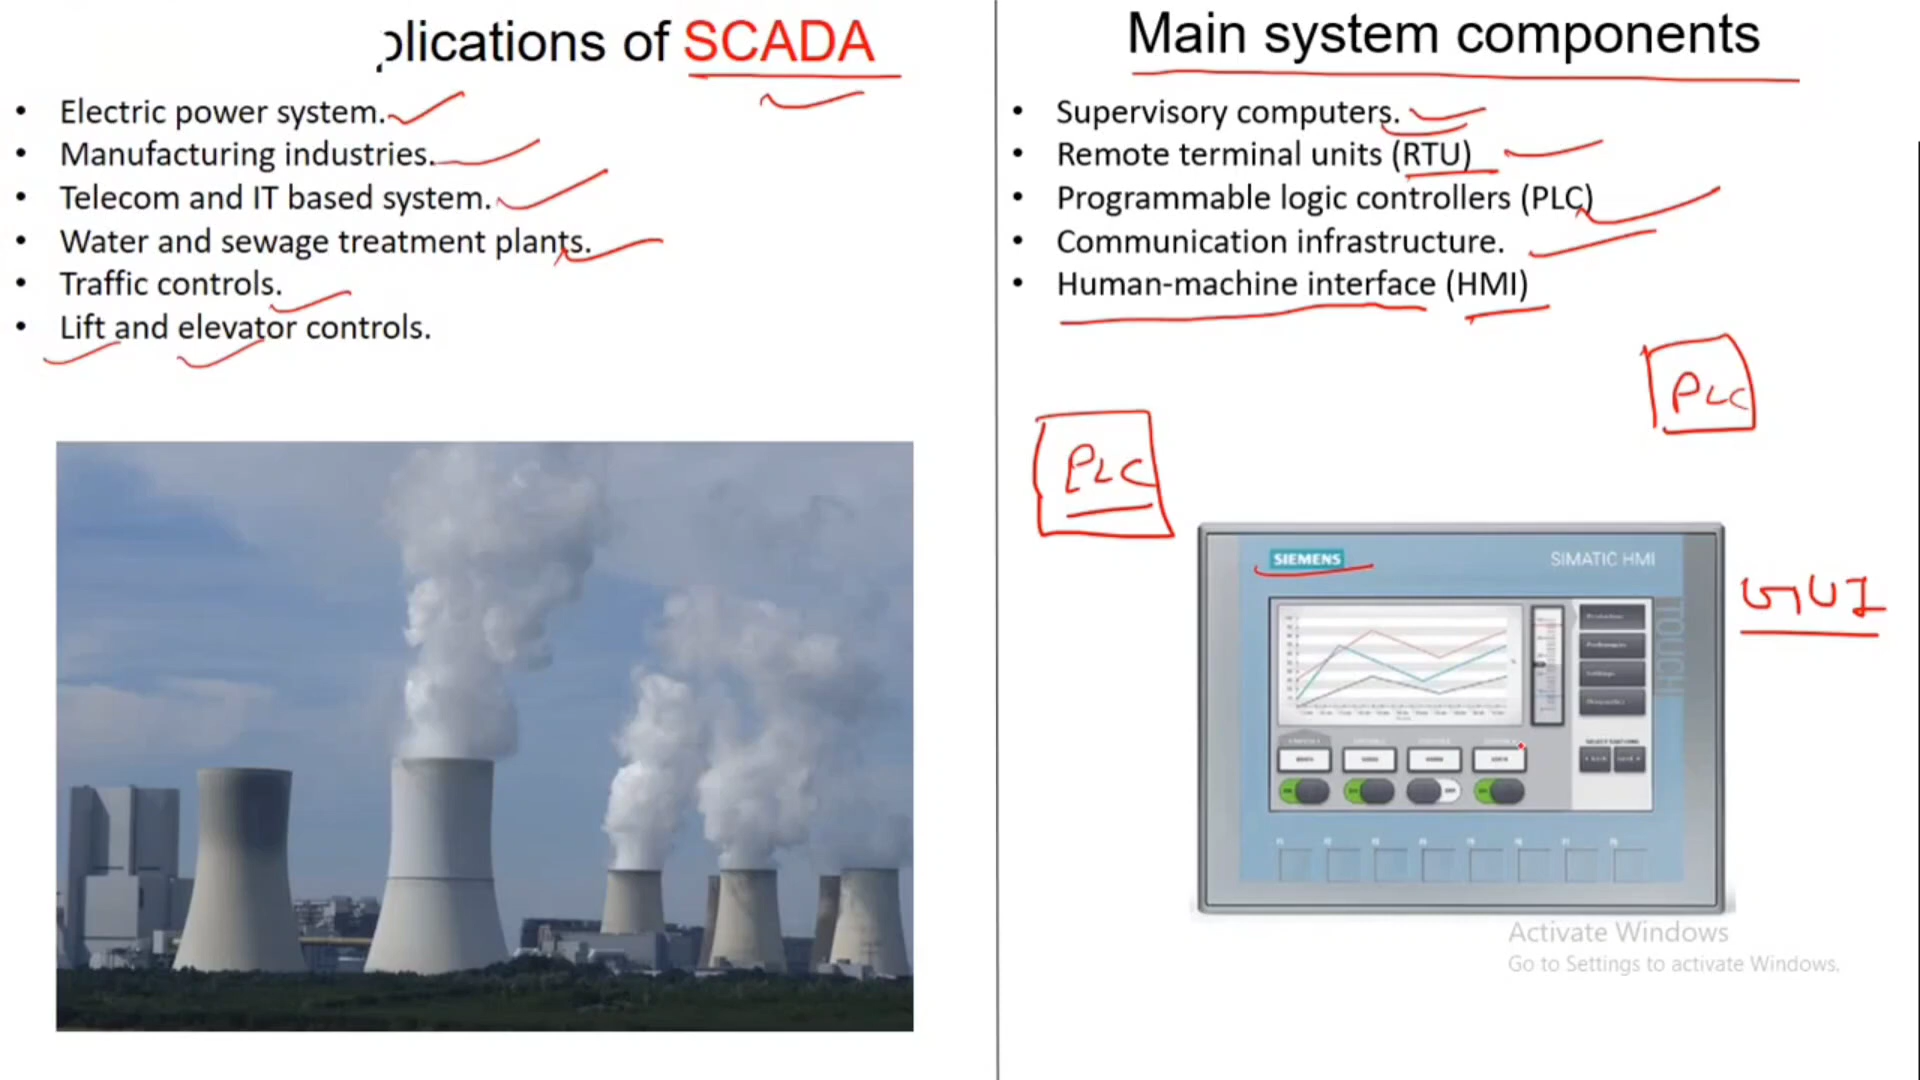 plications of SCADA
• Electric power system.
• Manufacturing industries.
• Telecom and IT based system.
• Water and sewage treatment plants.
• Traffic controls.
• Lift and elevator controls.
Main system components
• Supervisory computers.
• Remote terminal units (RTU)
• Programmable logic controllers (PLC)
• Communication infrastructure.
• Human-machine interface (HMI)
PLC
PLC
SIEMENS
SIMATIC HMI
TOUCH
GUI
Activate Windows
Go to Settings to activate Windows.